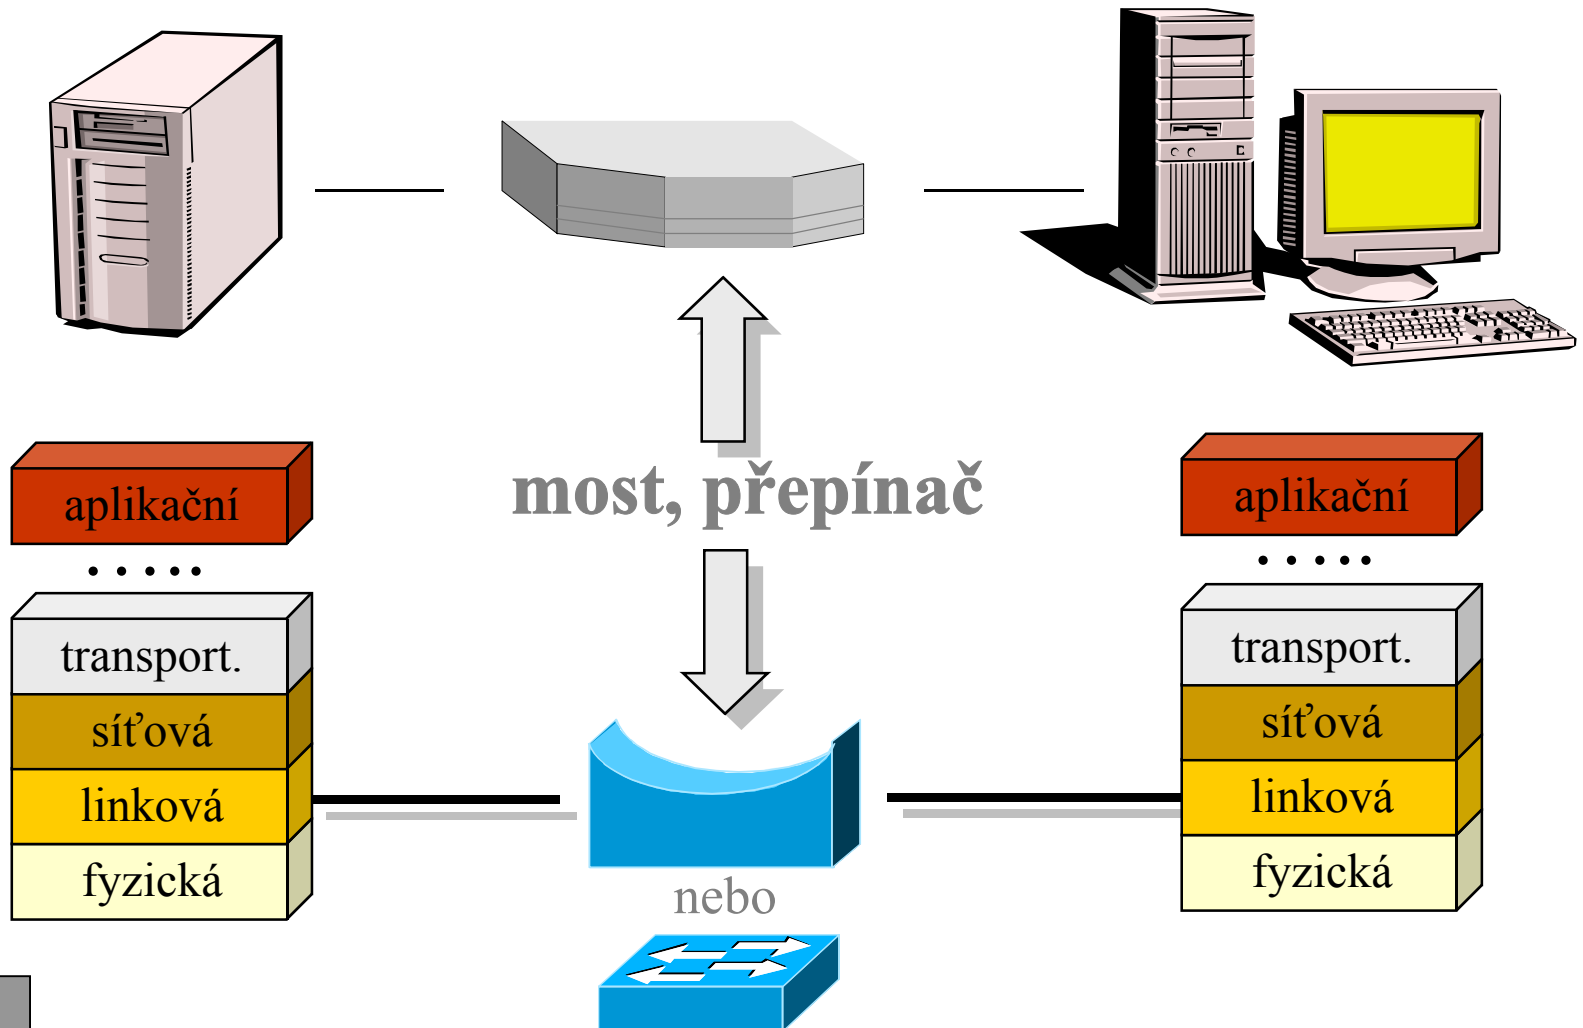 most, přepínač
aplikační
.....
transport.
síťová
linková
fyzická
aplikační
.....
transport.
síťová
linková
fyzická
nebo